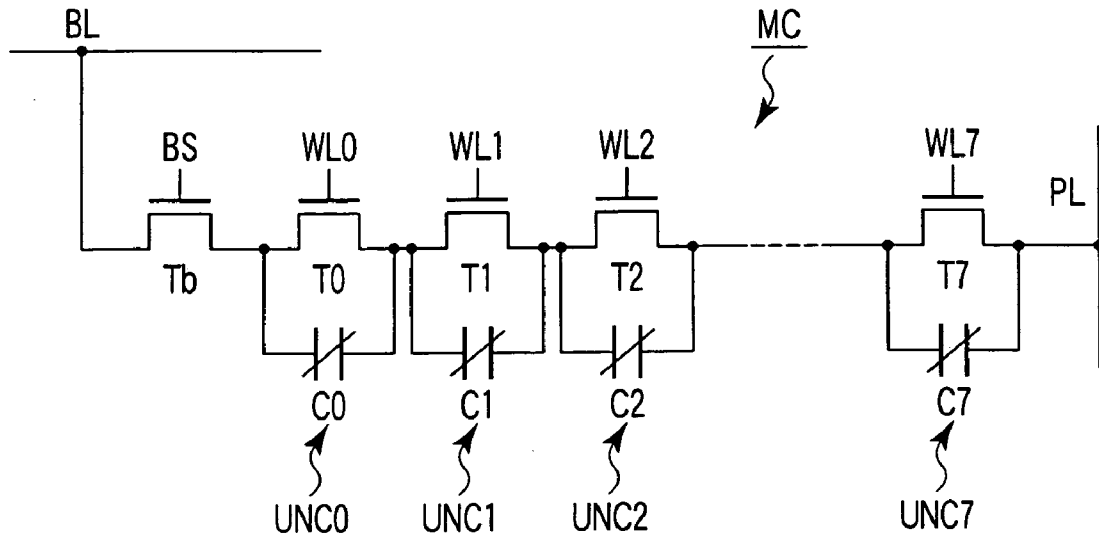 BL
MC
BS WL0 WL1 WL2 WL7
PL
Tb T0 T1 T2 T7
C0 C1 C2 C7
UNC0 UNC1 UNC2 UNC7